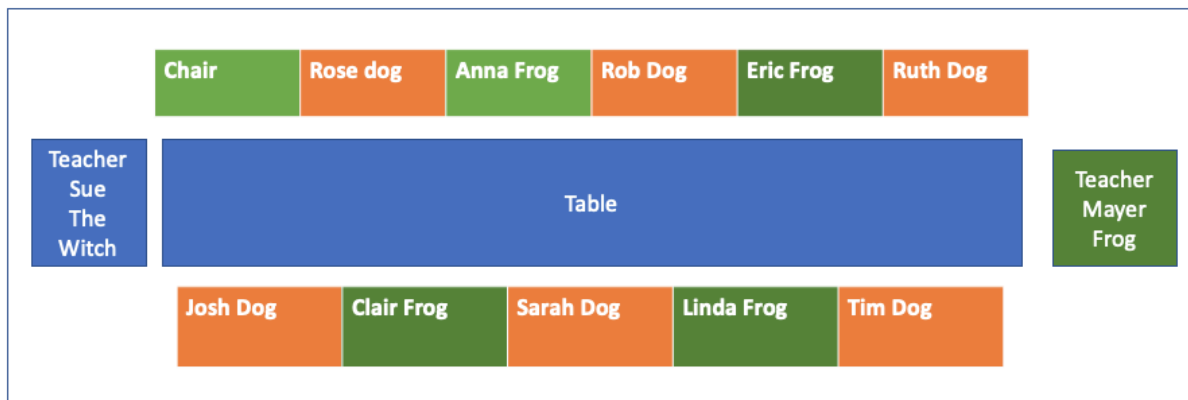 Chair
Rose dog
Anna Frog
Rob Dog
Eric Frog
Ruth Dog
Teacher
Sue
The
Witch
Table
Teacher
Mayer
Frog
Josh Dog
Clair Frog
Sarah Dog
Linda Frog
Tim Dog